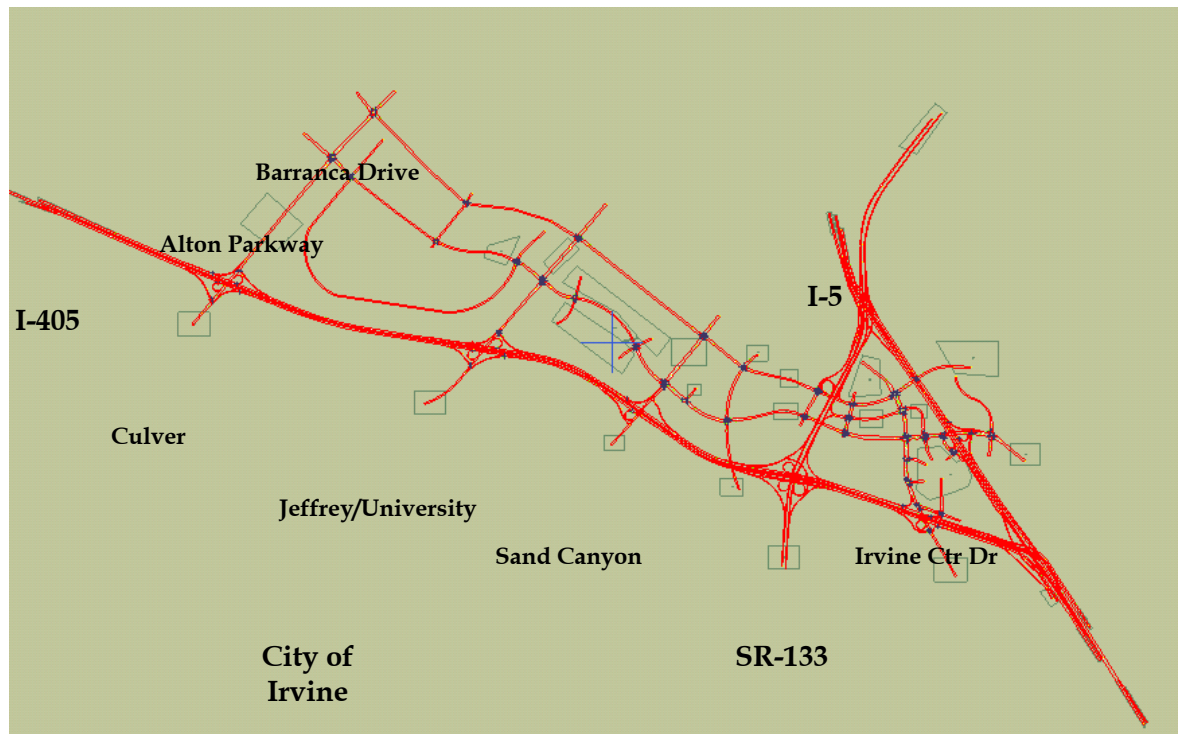 Barranca Drive
Alton Parkway
I-5
I-405
Culver
Jeffrey/University
Sand Canyon
Irvine Ctr Dr
City of
Irvine
SR-133